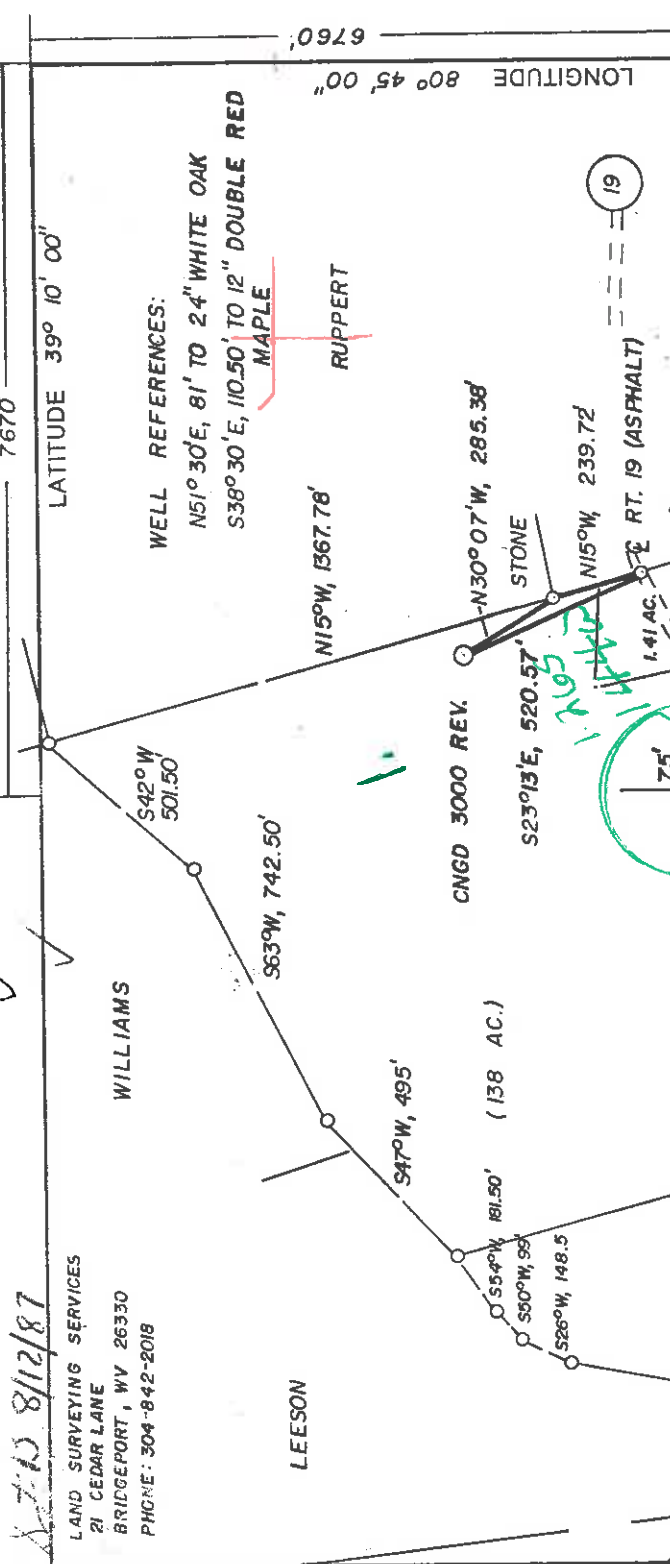 7670
6760'
LATITUDE 39° 10' 00"
LONGITUDE 80° 45' 00"
8/12/87
LAND SURVEYING SERVICES
21 CEDAR LANE
BRIDGEPORT, WV 26330
PHONE: 304-842-2018
WILLIAMS
LEESON
WELL REFERENCES:
N51°30'E, 81' TO 24" WHITE OAK
S38°30'E, 110.50' TO 12" DOUBLE RED
MAPLE
RUPPERT
S42°W
501.50'
S63°W, 742.50'
S47°W, 495'
S54°W, 181.50'
S50°W, 99'
S26°W, 148.5
(138 AC.)
N15°W, 1367.78'
CNGD 3000 REV.
N30°07'W, 285.38'
STONE
S23°13'E, 520.57'
N15°W, 239.72'
℄ RT. 19 (ASPHALT)
19
1.41 AC.
75'